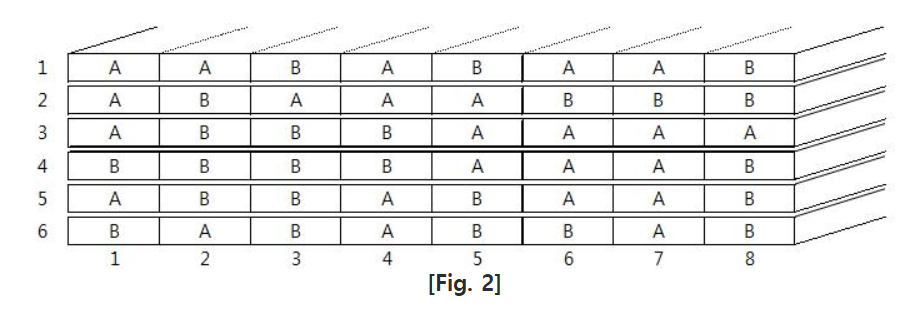 1 A A B A B A A B
2 A B A A A B B B
3 A B B B A A A A
4 B B B B A A A B
5 A B B A B A A B
6 B A B A B B A B
1 2 3 4 5 6 7 8
[Fig. 2]